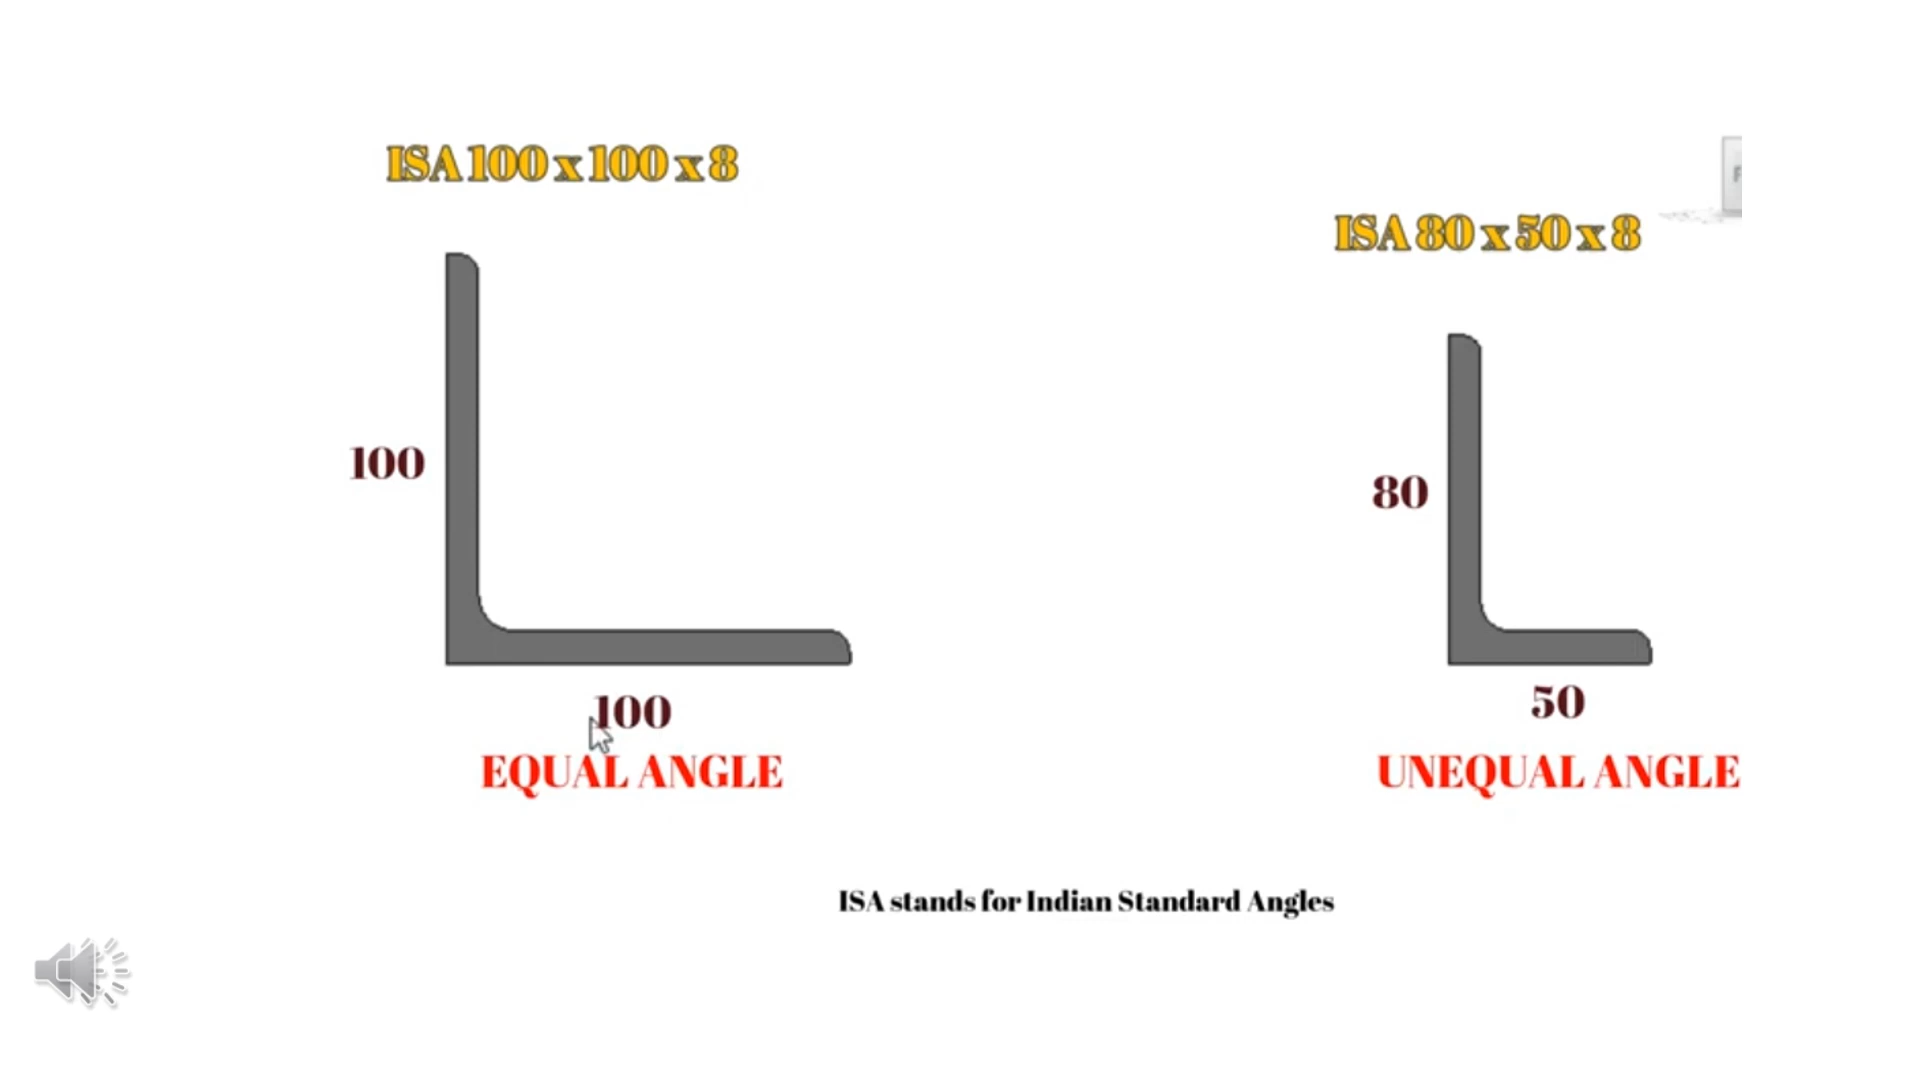 ISA 100 x 100 x 8
ISA 80 x 50 x 8
100
80
100
50
EQUAL ANGLE
UNEQUAL ANGLE
ISA stands for Indian Standard Angles